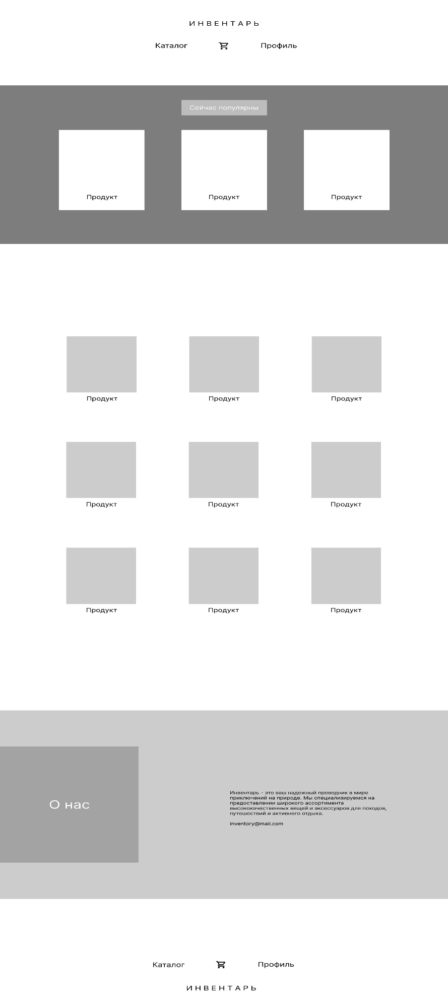 ИНВЕНТАРЬ
Каталог
Профиль
Сейчас популярны
Продукт
Продукт
Продукт
Продукт
Продукт
Продукт
Продукт
Продукт
Продукт
Продукт
Продукт
Продукт
О нас
Инвентарь - это ваш надежный проводник в мире
приключений на природе. Мы специализируемся на
предоставлении широкого ассортимента
высококачественных вещей и аксессуаров для походов,
путешествий и активного отдыха.
inventory@mail.com
Каталог
Профиль
ИНВЕНТАРЬ